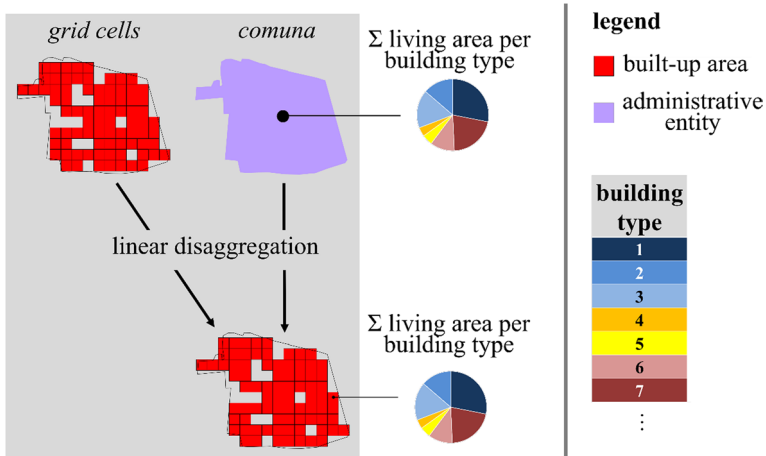 grid cells
comuna
Σ living area per
building type
linear disaggregation
Σ living area per
building type
legend
built-up area
administrative
entity
building
type
1
2
3
4
5
6
7
⋮